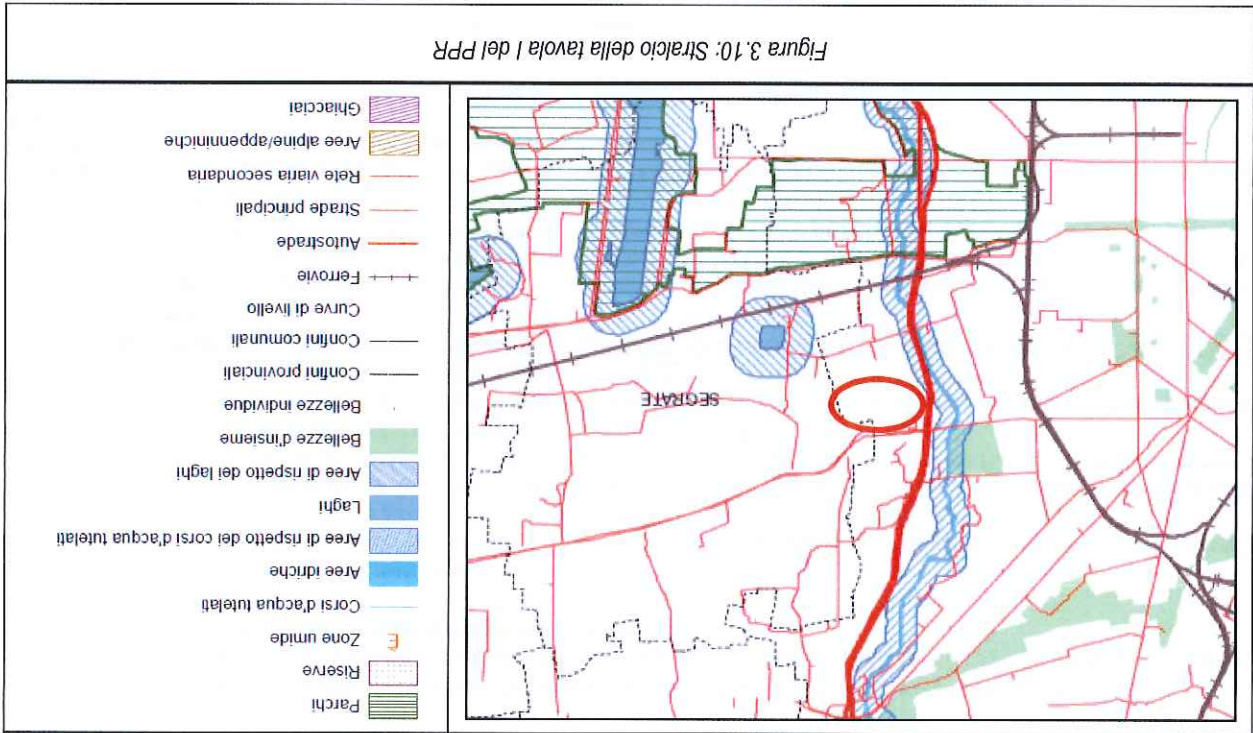 SEGRATE
Parchi
Riserve
Zone umide
Corsi d'acqua tutelati
Aree idriche
Aree di rispetto dei corsi d'acqua tutelati
Laghi
Aree di rispetto dei laghi
Bellezze d'insieme
Bellezze individue
Confini provinciali
Confini comunali
Curve di livello
Ferrovie
Autostrade
Strade principali
Rete viaria secondaria
Aree alpine/appenniniche
Ghiacciai
Figura 3.10: Stralcio della tavola I del PPR